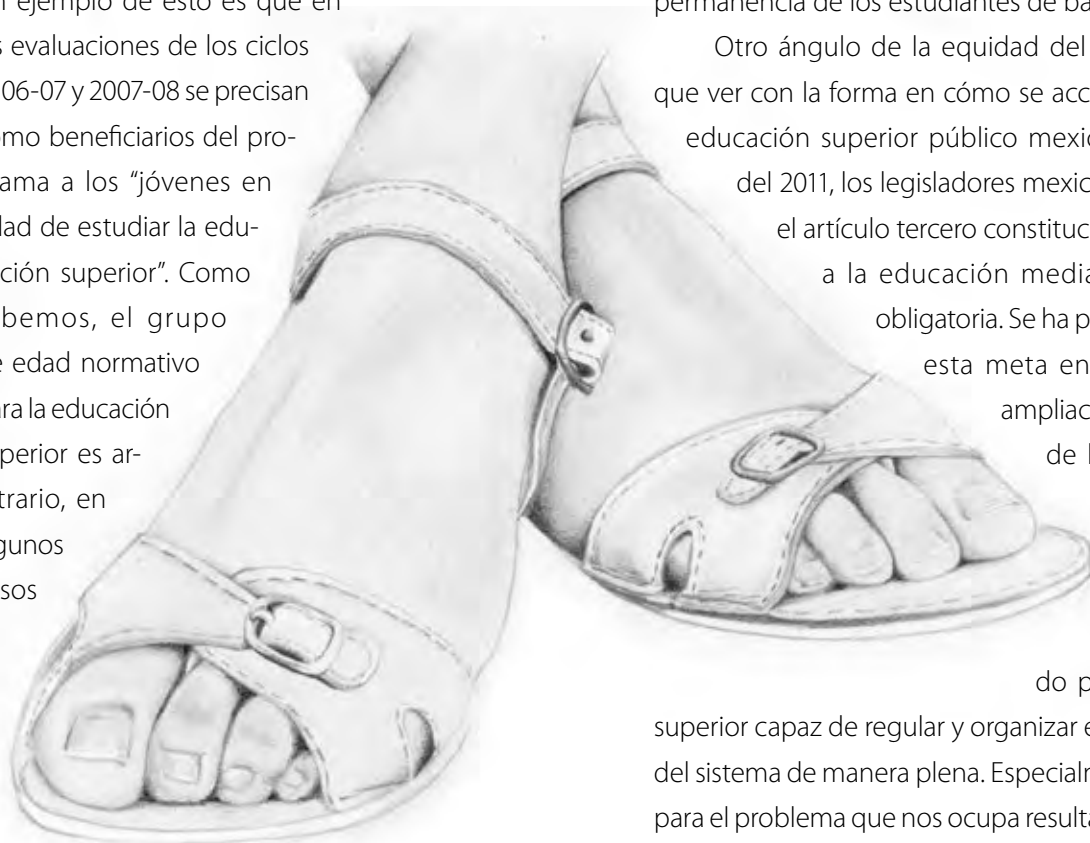 ejemplo de esto es que en
evaluaciones de los ciclos
06-07 y 2007-08 se precisan
omo beneficiarios del pro-
ama a los “jóvenes en
dad de estudiar la edu-
ción superior”. Como
bemos, el grupo
e edad normativo
ara la educación
perior es ar-
trario, en
gunos
sos
permanencia de los estudiantes de ba
Otro ángulo de la equidad del
que ver con la forma en cómo se acc
educación superior público mexic
del 2011, los legisladores mexic
el artículo tercero constituc
a la educación media
obligatoria. Se ha p
esta meta en
ampliac
de l
do p
superior capaz de regular y organizar e
del sistema de manera plena. Especialr
para el problema que nos ocupa resulta